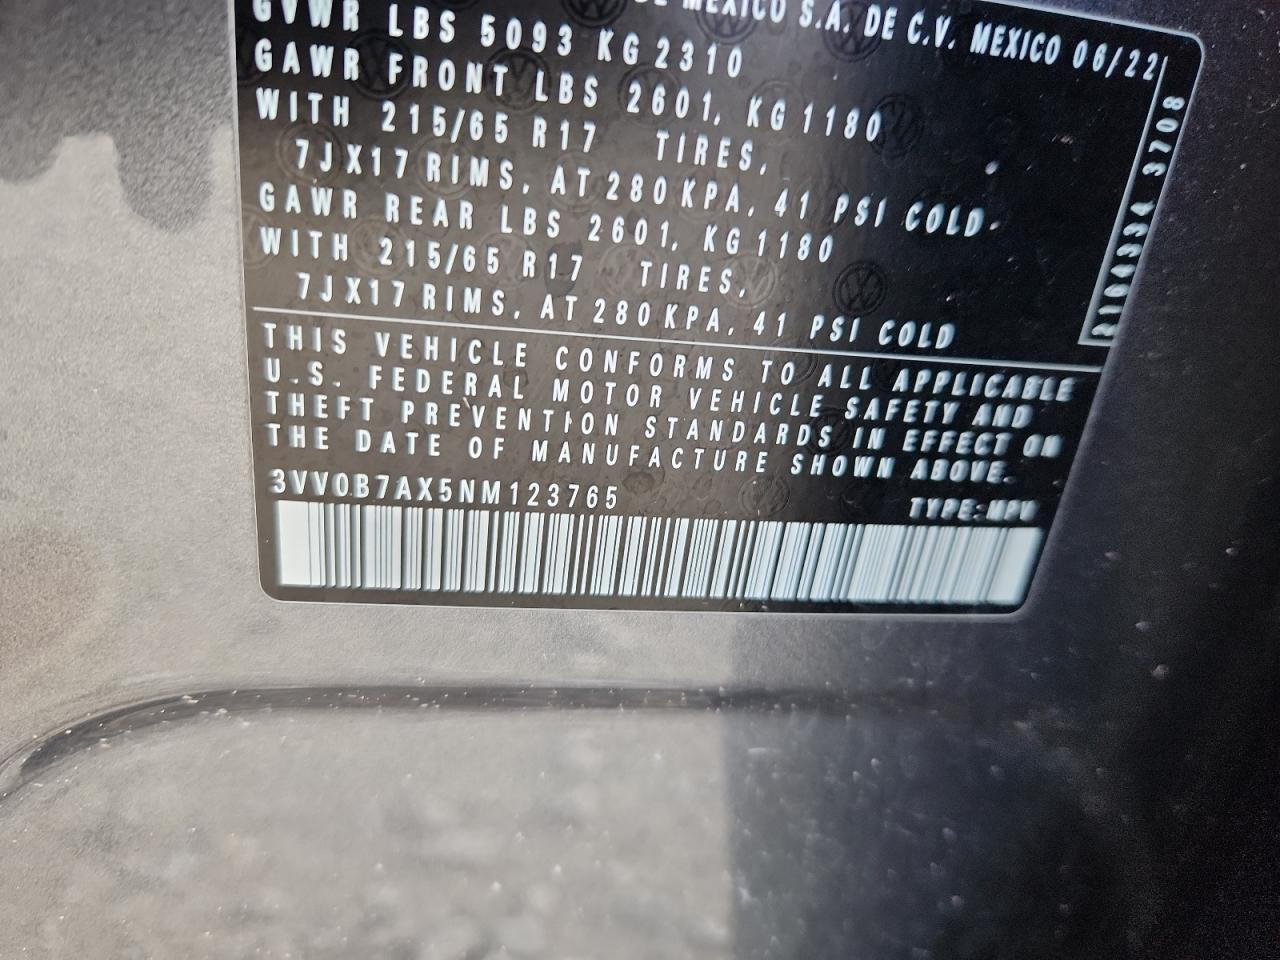 MEXICO S.A. DE C.V. MEXICO 06/22
GVWR LBS 5093 KG 2310
GAWR FRONT LBS 2601, KG 1180
WITH 215/65 R17 TIRES,
7JX17 RIMS, AT 280 KPA, 41 PSI COLD.
GAWR REAR LBS 2601, KG 1180
WITH 215/65 R17 TIRES,
7JX17 RIMS, AT 280 KPA, 41 PSI COLD
THIS VEHICLE CONFORMS TO ALL APPLICABLE
U.S. FEDERAL MOTOR VEHICLE SAFETY AND
THEFT PREVENTION STANDARDS IN EFFECT ON
THE DATE OF MANUFACTURE SHOWN ABOVE.
3VV0B7AX5NM123765
TYPE: MPV
3708